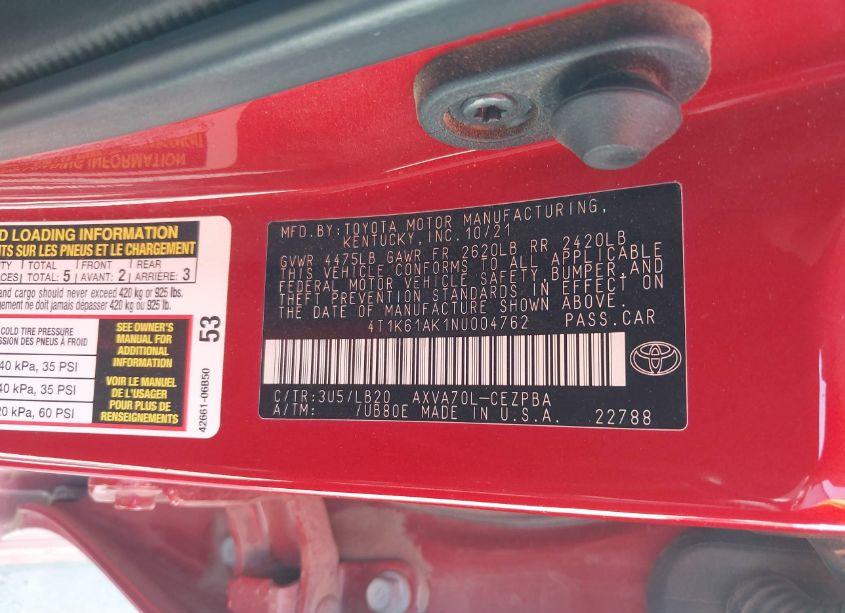 D LOADING INFORMATION
TS SUR LES PNEUS ET LE CHARGEMENT
ITY TOTAL FRONT REAR
CES TOTAL: 5 AVANT: 2 ARRIÈRE: 3
and cargo should never exceed 420 kg or 925 lbs.
rgement ne doit jamais dépasser 420 kg ou 925 lb.
COLD TIRE PRESSURE
ESSION DES PNEUS À FROID
40 kPa, 35 PSI
40 kPa, 35 PSI
20 kPa, 60 PSI
SEE OWNER'S
MANUAL FOR
ADDITIONAL
INFORMATION
VOIR LE MANUEL
DE L'USAGER
POUR PLUS DE
RENSEIGNEMENTS
53
42661-06B50
MFD.BY:TOYOTA MOTOR MANUFACTURING,
KENTUCKY,INC.10/21
GVWR 4475LB GAWR FR 2620LB RR 2420LB
THIS VEHICLE CONFORMS TO ALL APPLICABLE
FEDERAL MOTOR VEHICLE SAFETY,BUMPER,AND
THEFT PREVENTION STANDARDS IN EFFECT ON
THE DATE OF MANUFACTURE SHOWN ABOVE.
4T1K61AK1NU004762 PASS.CAR
C/TR:3U5/LB20 AXVA70L-CEZPBA
A/TM: /UB80E MADE IN U.S.A. 22788